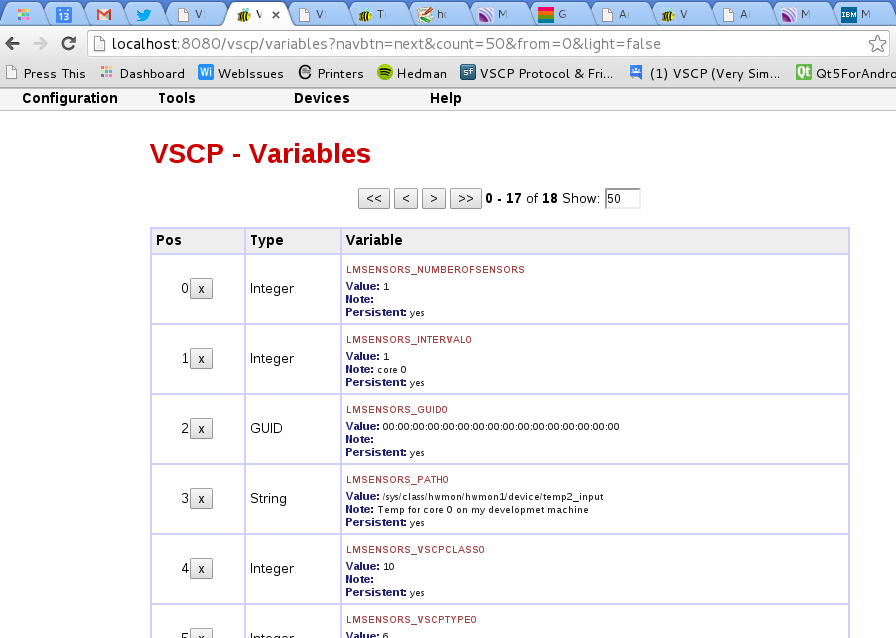 V
13
M
V
V
V
T
h
M
G
A
V
A
M
IBM M
localhost:8080/vscp/variables?navbtn=next&count=50&from=0&light=false
Press This Dashboard Wi WebIssues Printers Hedman sf VSCP Protocol & Fri... (1) VSCP (Very Sim... Qt Qt5ForAndro
Configuration Tools Devices Help
VSCP - Variables
<< < > >> 0 - 17 of 18 Show: 50
Pos Type Variable
LMSENSORS_NUMBEROFSENSORS
0 x Integer Value: 1
Note:
Persistent: yes
LMSENSORS_INTERVAL0
1 x Integer Value: 1
Note: core 0
Persistent: yes
LMSENSORS_GUID0
2 x GUID Value: 00:00:00:00:00:00:00:00:00:00:00:00:00:00:00:00
Note:
Persistent: yes
LMSENSORS_PATH0
3 x String Value: /sys/class/hwmon/hwmon1/device/temp2_input
Note: Temp for core 0 on my developmet machine
Persistent: yes
LMSENSORS_VSCPCLASS0
4 x Integer Value: 10
Note:
Persistent: yes
LMSENSORS_VSCPTYPE0
5 x Integer Value: 6